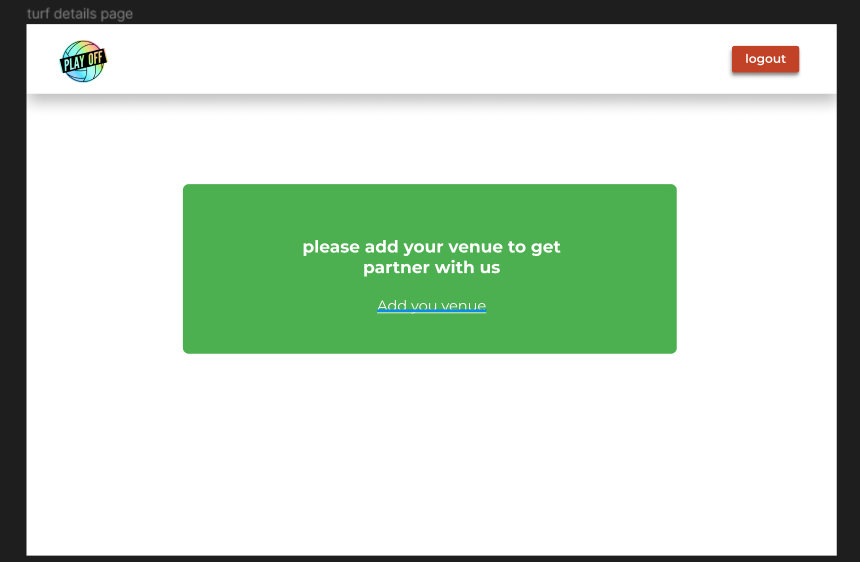 turf details page
PLAY OFF
logout
please add your venue to get
partner with us
Add you venue